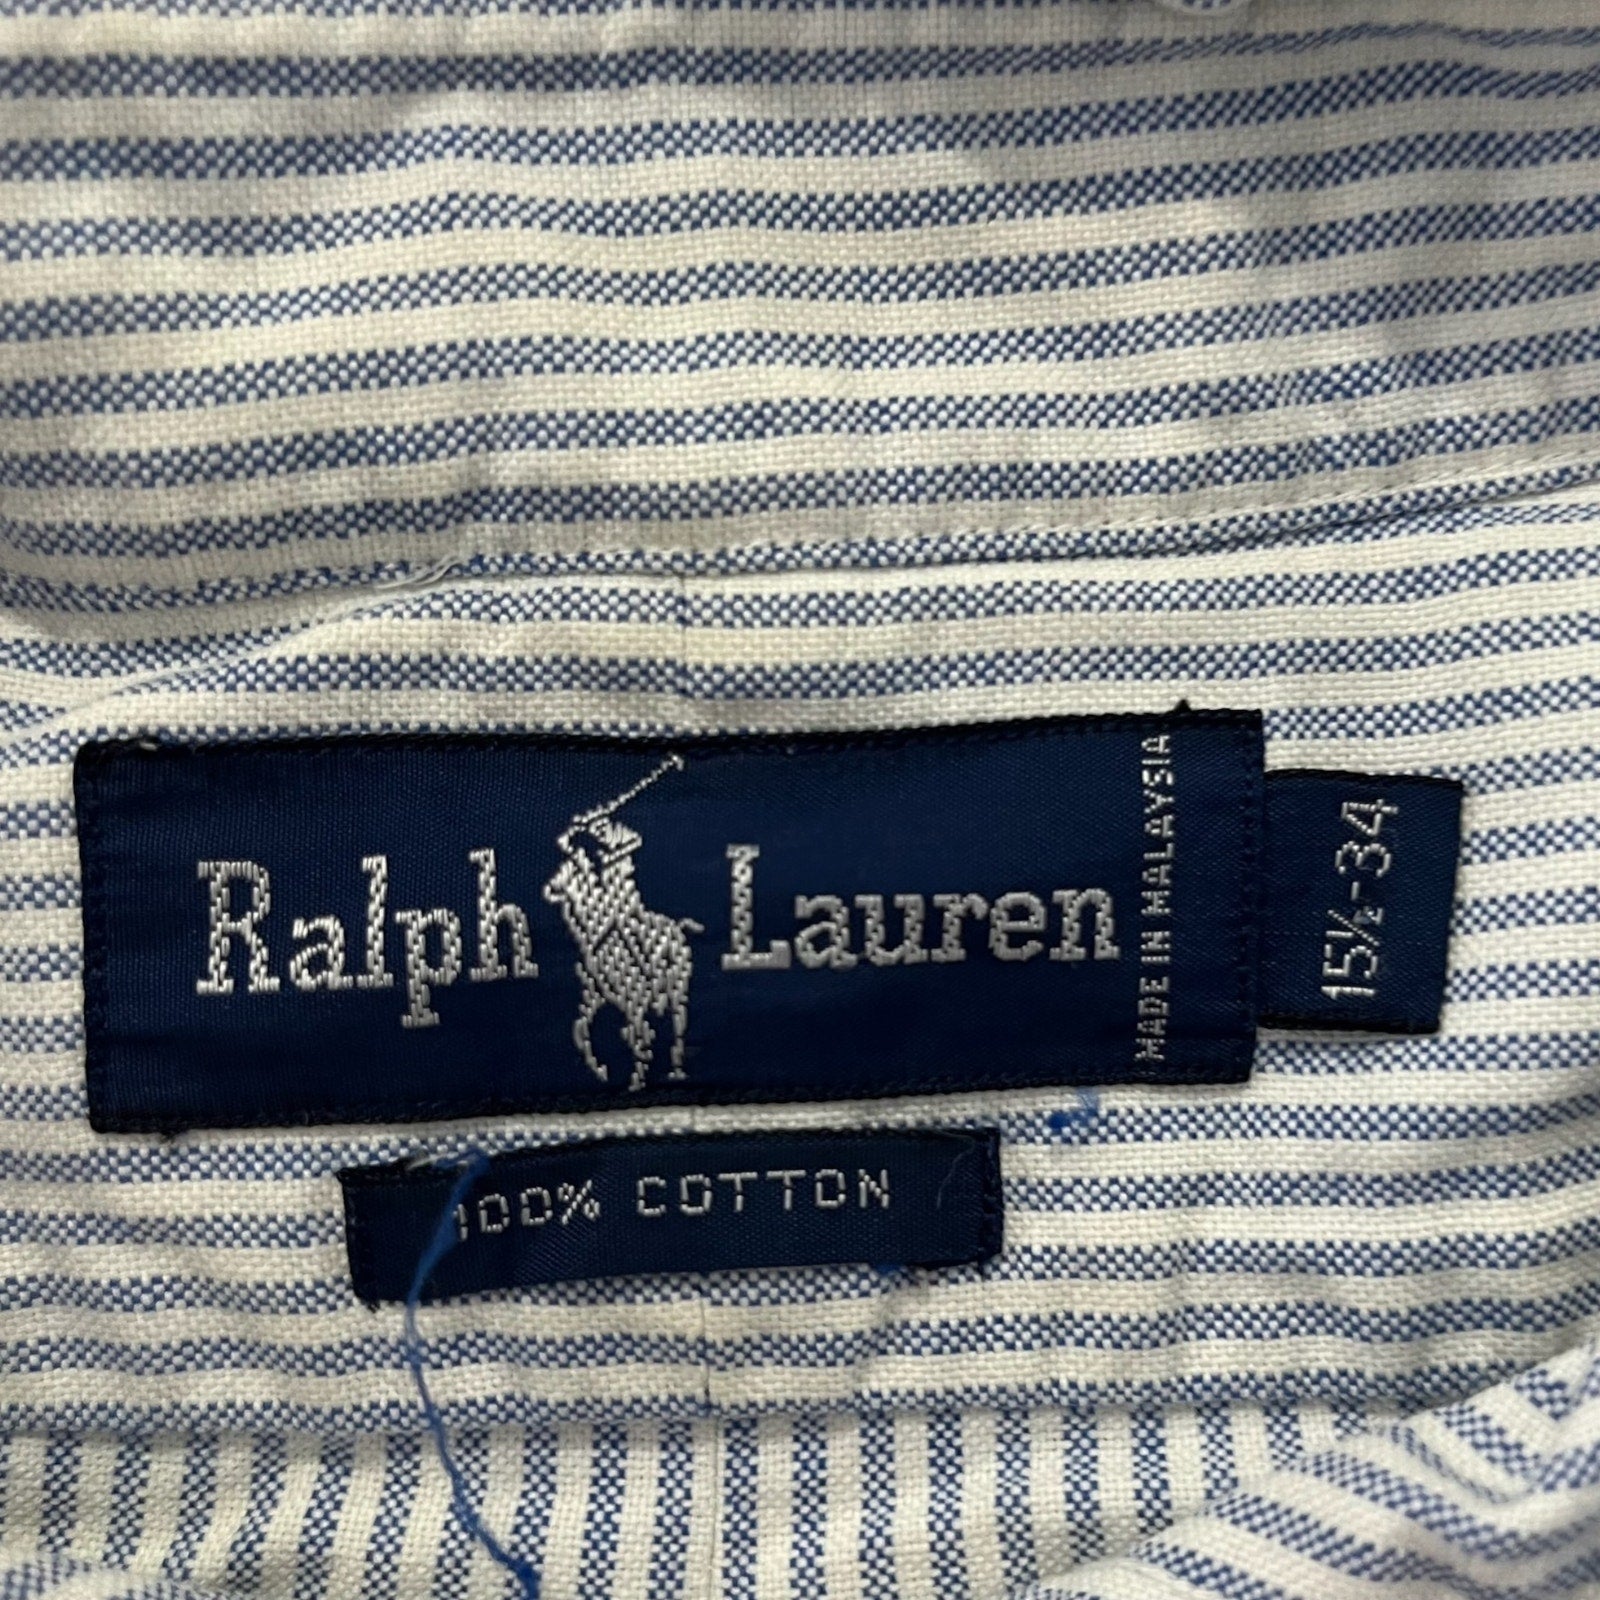 Ralph Lauren
MADE IN MALAYSIA
15½-34
100% COTTON